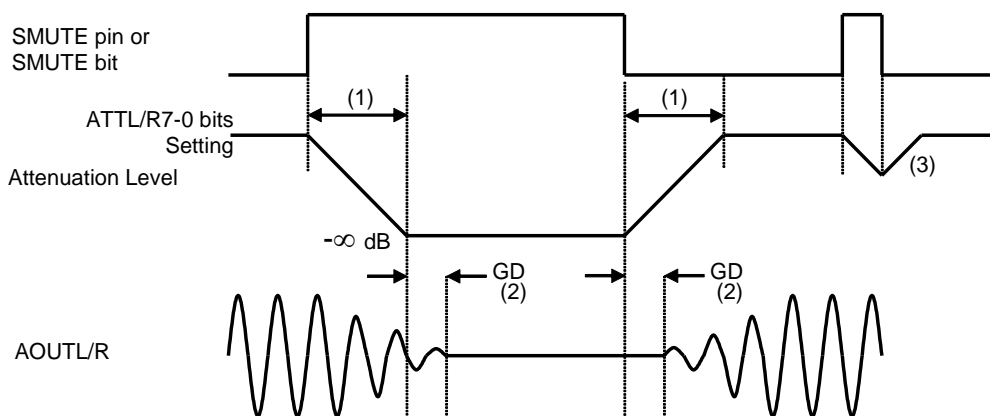 SMUTE pin or
SMUTE bit
(1)
(1)
ATTL/R7-0 bits
Setting
(3)
Attenuation Level
-∞ dB
GD
(2)
GD
(2)
AOUTL/R